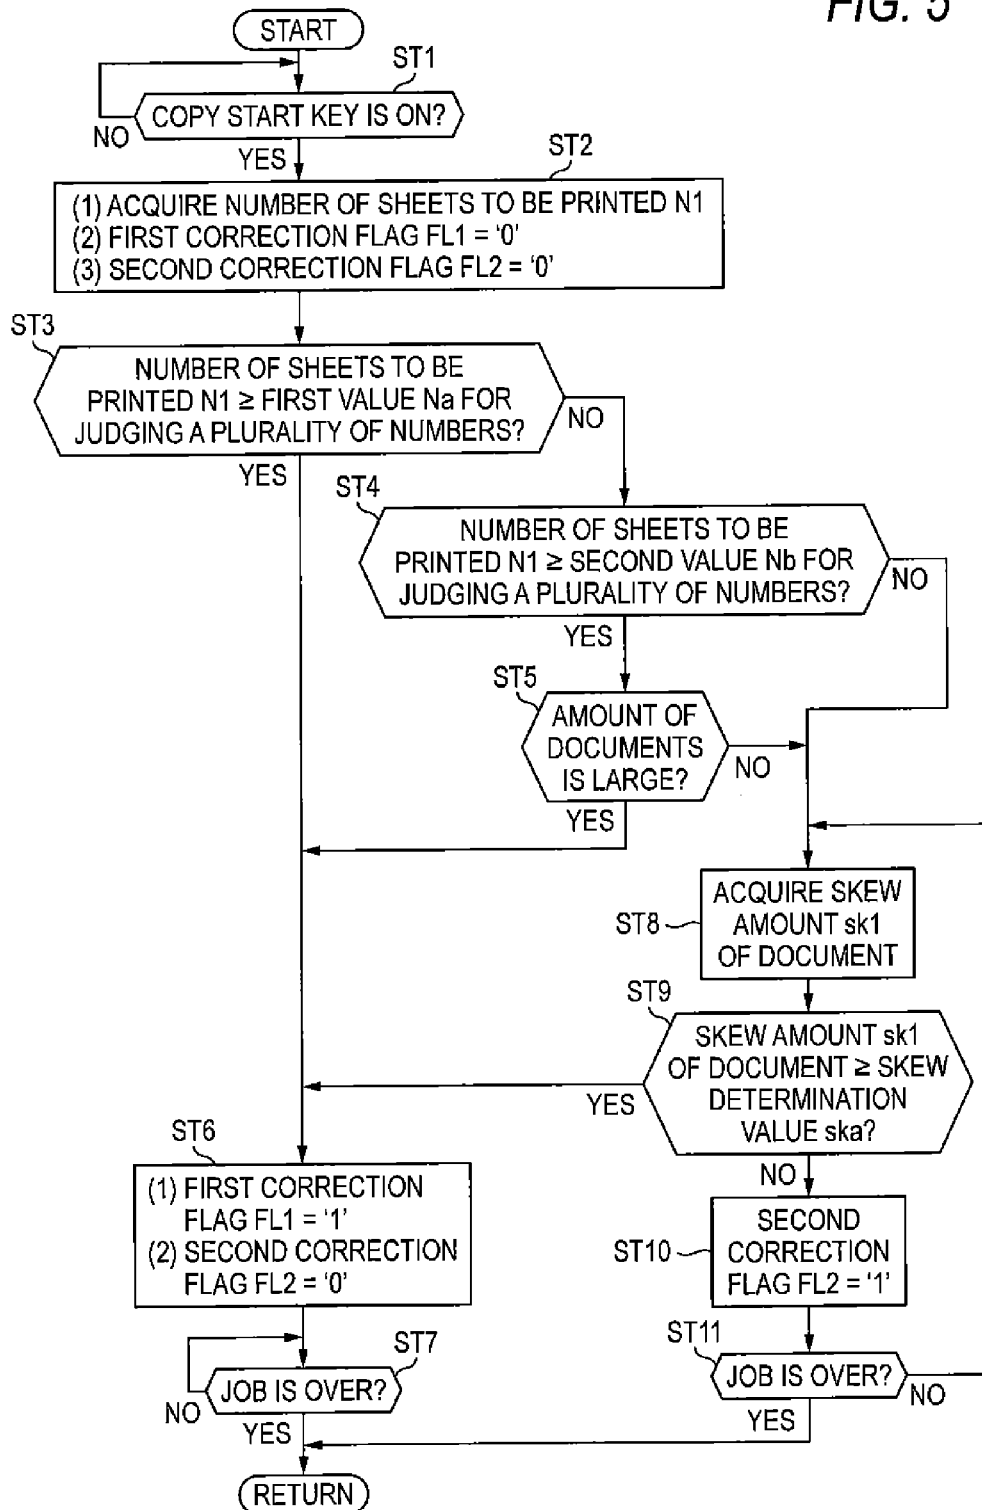 FIG. 5
START
ST1
COPY START KEY IS ON?
NO
YES
ST2
(1) ACQUIRE NUMBER OF SHEETS TO BE PRINTED N1
(2) FIRST CORRECTION FLAG FL1 = '0'
(3) SECOND CORRECTION FLAG FL2 = '0'
ST3
NUMBER OF SHEETS TO BE
PRINTED N1 ≥ FIRST VALUE Na FOR
JUDGING A PLURALITY OF NUMBERS?
NO
YES
ST4
NUMBER OF SHEETS TO BE
PRINTED N1 ≥ SECOND VALUE Nb FOR
JUDGING A PLURALITY OF NUMBERS?
NO
YES
ST5
AMOUNT OF
DOCUMENTS
IS LARGE?
NO
YES
ST8
ACQUIRE SKEW
AMOUNT sk1
OF DOCUMENT
ST9
SKEW AMOUNT sk1
OF DOCUMENT ≥ SKEW
DETERMINATION
VALUE ska?
YES
NO
ST6
(1) FIRST CORRECTION
FLAG FL1 = '1'
(2) SECOND CORRECTION
FLAG FL2 = '0'
ST10
SECOND
CORRECTION
FLAG FL2 = '1'
ST7
JOB IS OVER?
NO
YES
ST11
JOB IS OVER?
NO
YES
RETURN